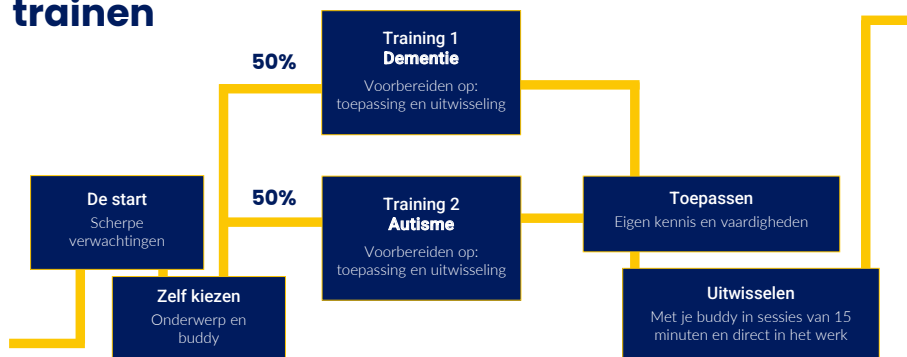 trainen
50%
Training 1
Dementie
Voorbereiden op:
toepassing en uitwisseling
De start
Scherpe
verwachtingen
50%
Training 2
Autisme
Voorbereiden op:
toepassing en uitwisseling
Toepassen
Eigen kennis en vaardigheden
Zelf kiezen
Onderwerp en
buddy
Uitwisselen
Met je buddy in sessies van 15
minuten en direct in het werk